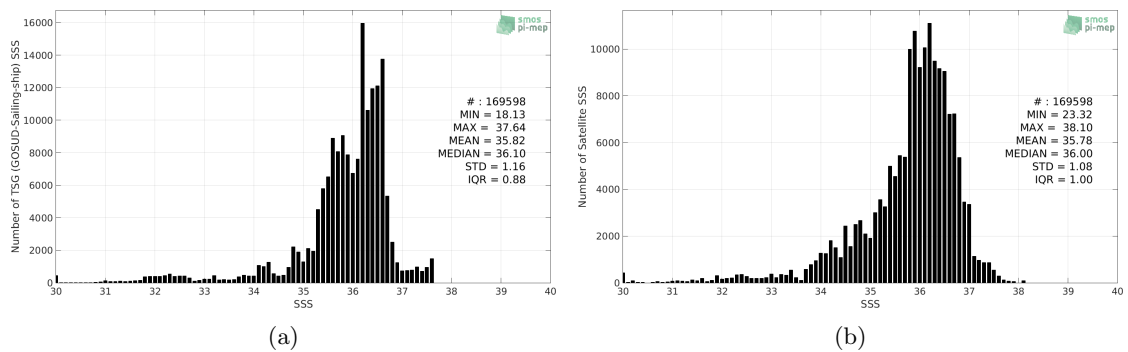 smos
pi-mep
Number of TSG (GOSUD-Sailing-ship) SSS
16000
14000
12000
10000
8000
6000
4000
2000
0
# : 169598
MIN = 18.13
MAX = 37.64
MEAN = 35.82
MEDIAN = 36.10
STD = 1.16
IQR = 0.88
30 31 32 33 34 35 36 37 38 39 40
SSS
(a)
smos
pi-mep
Number of Satellite SSS
10000
8000
6000
4000
2000
0
# : 169598
MIN = 23.32
MAX = 38.10
MEAN = 35.78
MEDIAN = 36.00
STD = 1.08
IQR = 1.00
30 31 32 33 34 35 36 37 38 39 40
SSS
(b)